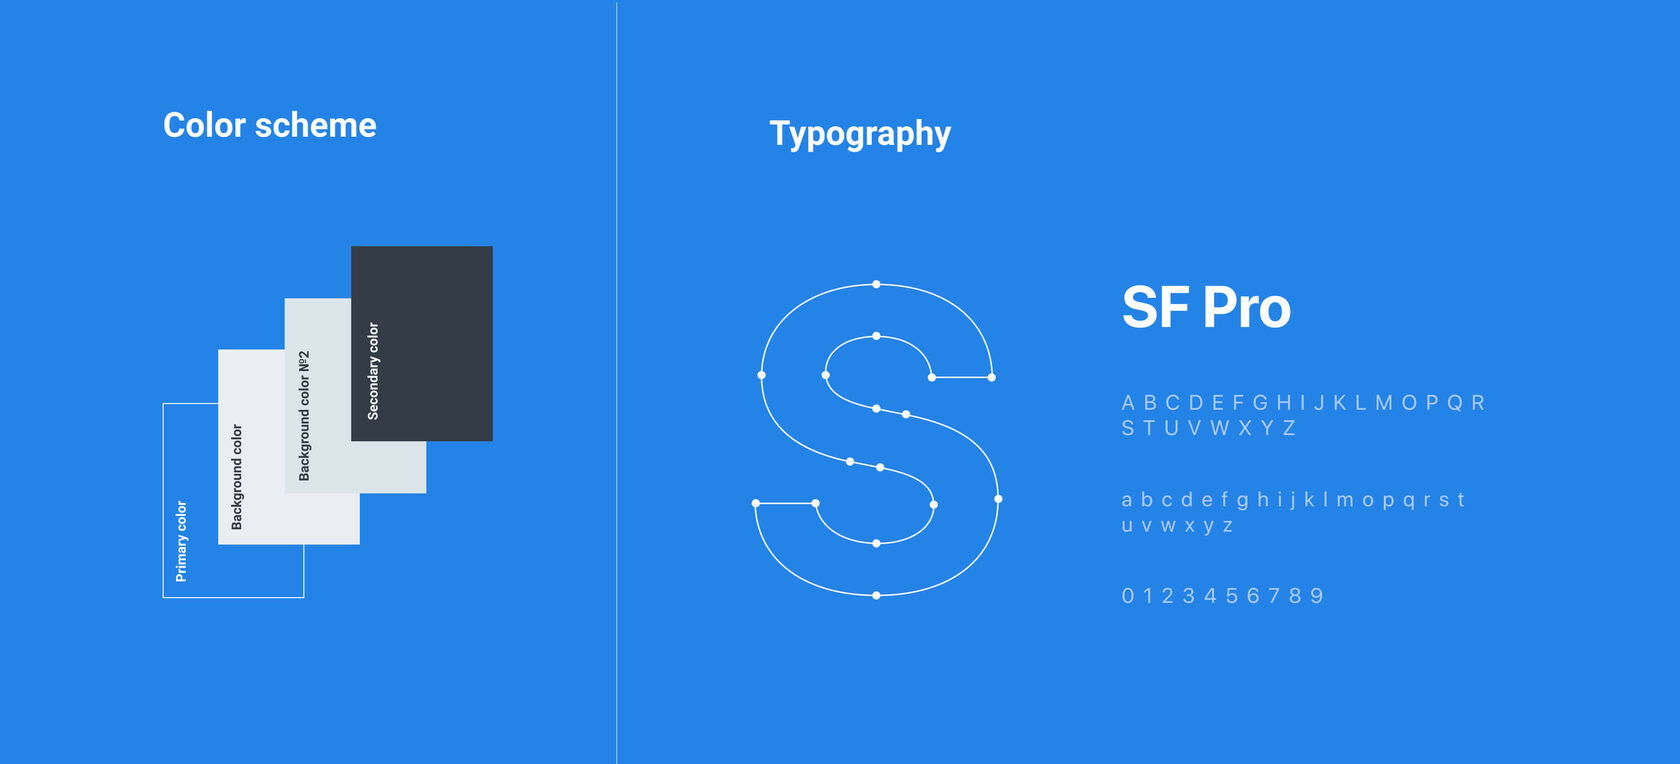 Color scheme
Primary color
Background color
Background color №2
Secondary color
Typography
S
SF Pro
A B C D E F G H I J K L M O P Q R
S T U V W X Y Z
a b c d e f g h i j k l m o p q r s t
u v w x y z
0 1 2 3 4 5 6 7 8 9